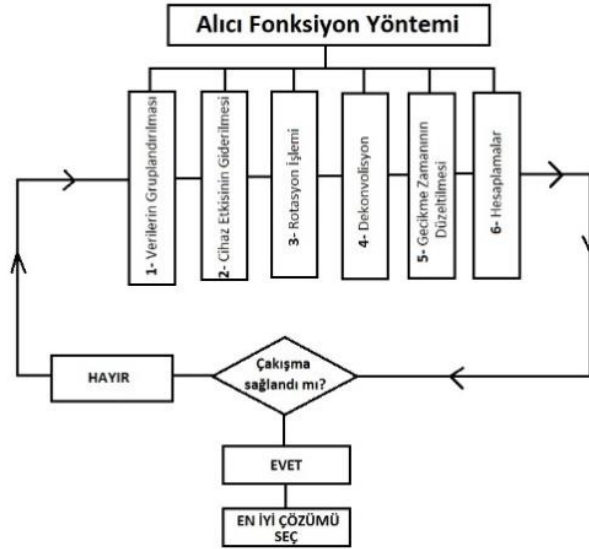 Alıcı Fonksiyon Yöntemi
1- Verilerin Gruplandırılması
2- Cihaz Etkisinin Giderilmesi
3- Rotasyon İşlemi
4- Dekonvolisyon
5- Gecikme Zamanının
Düzeltilmesi
6- Hesaplamalar
Çakışma
sağlandı mı?
HAYIR
EVET
EN İYİ ÇÖZÜMÜ
SEÇ